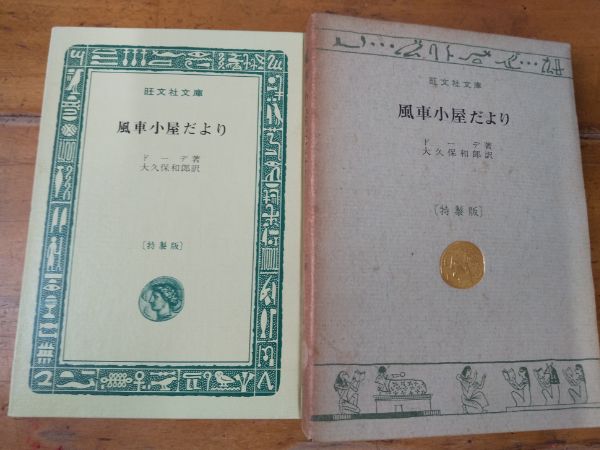 旺文社文庫
風車小屋だより
ドーデ著
大久保和郎訳
〔特製版〕
旺文社文庫
風車小屋だより
ドーデ著
大久保和郎訳
〔特製版〕